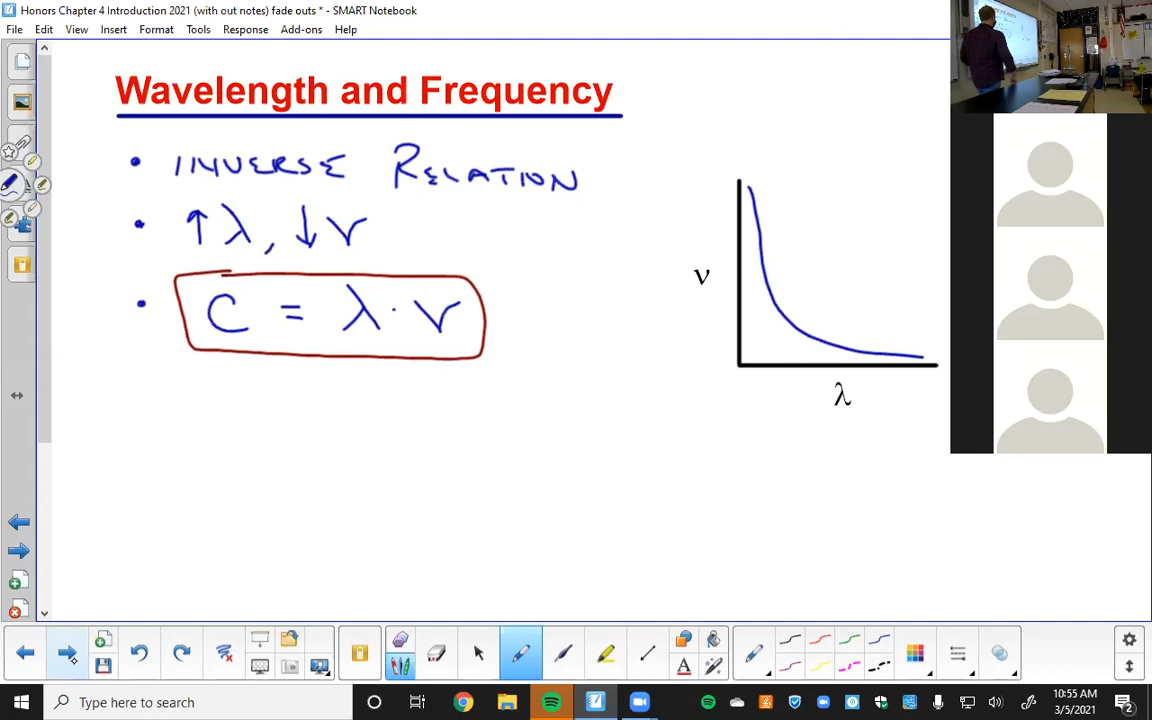 Honors Chapter 4 Introduction 2021 (with out notes) fade outs * - SMART Notebook
File Edit View Insert Format Tools Response Add-ons Help
Wavelength and Frequency
• INVERSE RELATION
• ↑ λ, ↓ ν
• C = λ · ν
ν
λ
Type here to search
10:55 AM
3/5/2021
2